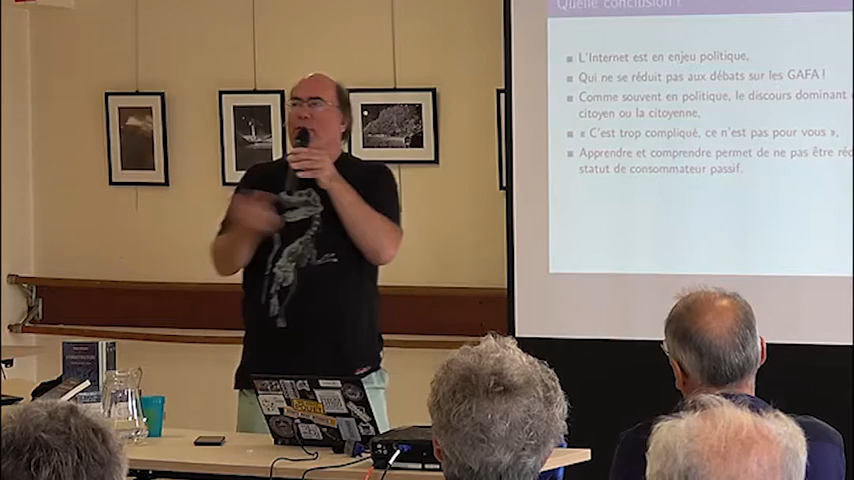 Quelle conclusion ?
L'Internet est en enjeu politique,
Qui ne se réduit pas aux débats sur les GAFA !
Comme souvent en politique, le discours dominant
citoyen ou la citoyenne,
« C'est trop compliqué, ce n'est pas pour vous »,
Apprendre et comprendre permet de ne pas être
statut de consommateur passif.